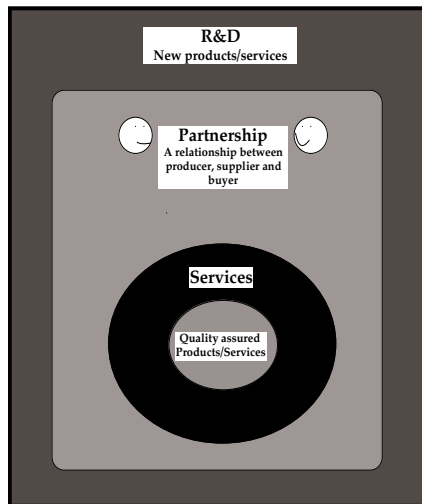 R&D
New products/services
Partnership
A relationship between
producer, supplier and
buyer
Services
Quality assured
Products/Services